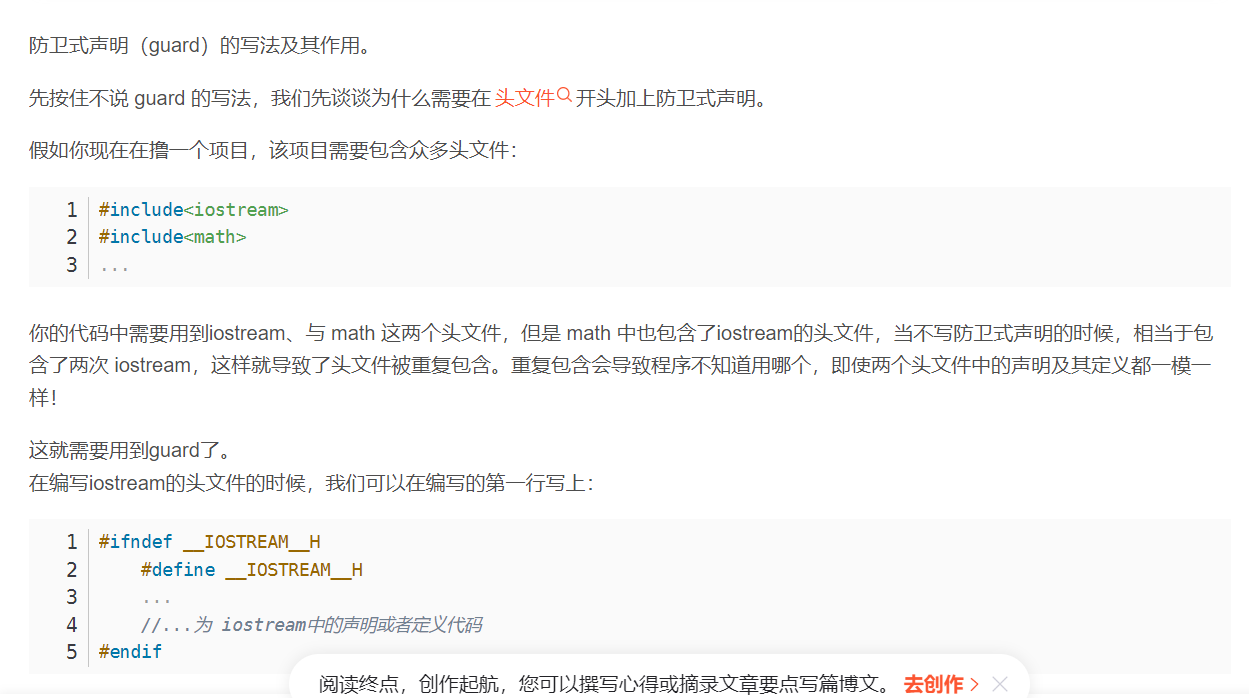 防卫式声明（guard）的写法及其作用。
先按住不说 guard 的写法，我们先谈谈为什么需要在 头文件 开头加上防卫式声明。
假如你现在在撸一个项目，该项目需要包含众多头文件：
1 #include<iostream>
2 #include<math>
3 ...
你的代码中需要用到iostream、与 math 这两个头文件，但是 math 中也包含了iostream的头文件，当不写防卫式声明的时候，相当于包
含了两次 iostream，这样就导致了头文件被重复包含。重复包含会导致程序不知道用哪个，即使两个头文件中的声明及其定义都一模一
样！
这就需要用到guard了。
在编写iostream的头文件的时候，我们可以在编写的第一行写上：
1 #ifndef __IOSTREAM__H
2     #define __IOSTREAM__H
3     ...
4     //...为 iostream中的声明或者定义代码
5 #endif
阅读终点，创作起航，您可以撰写心得或摘录文章要点写篇博文。 去创作 >